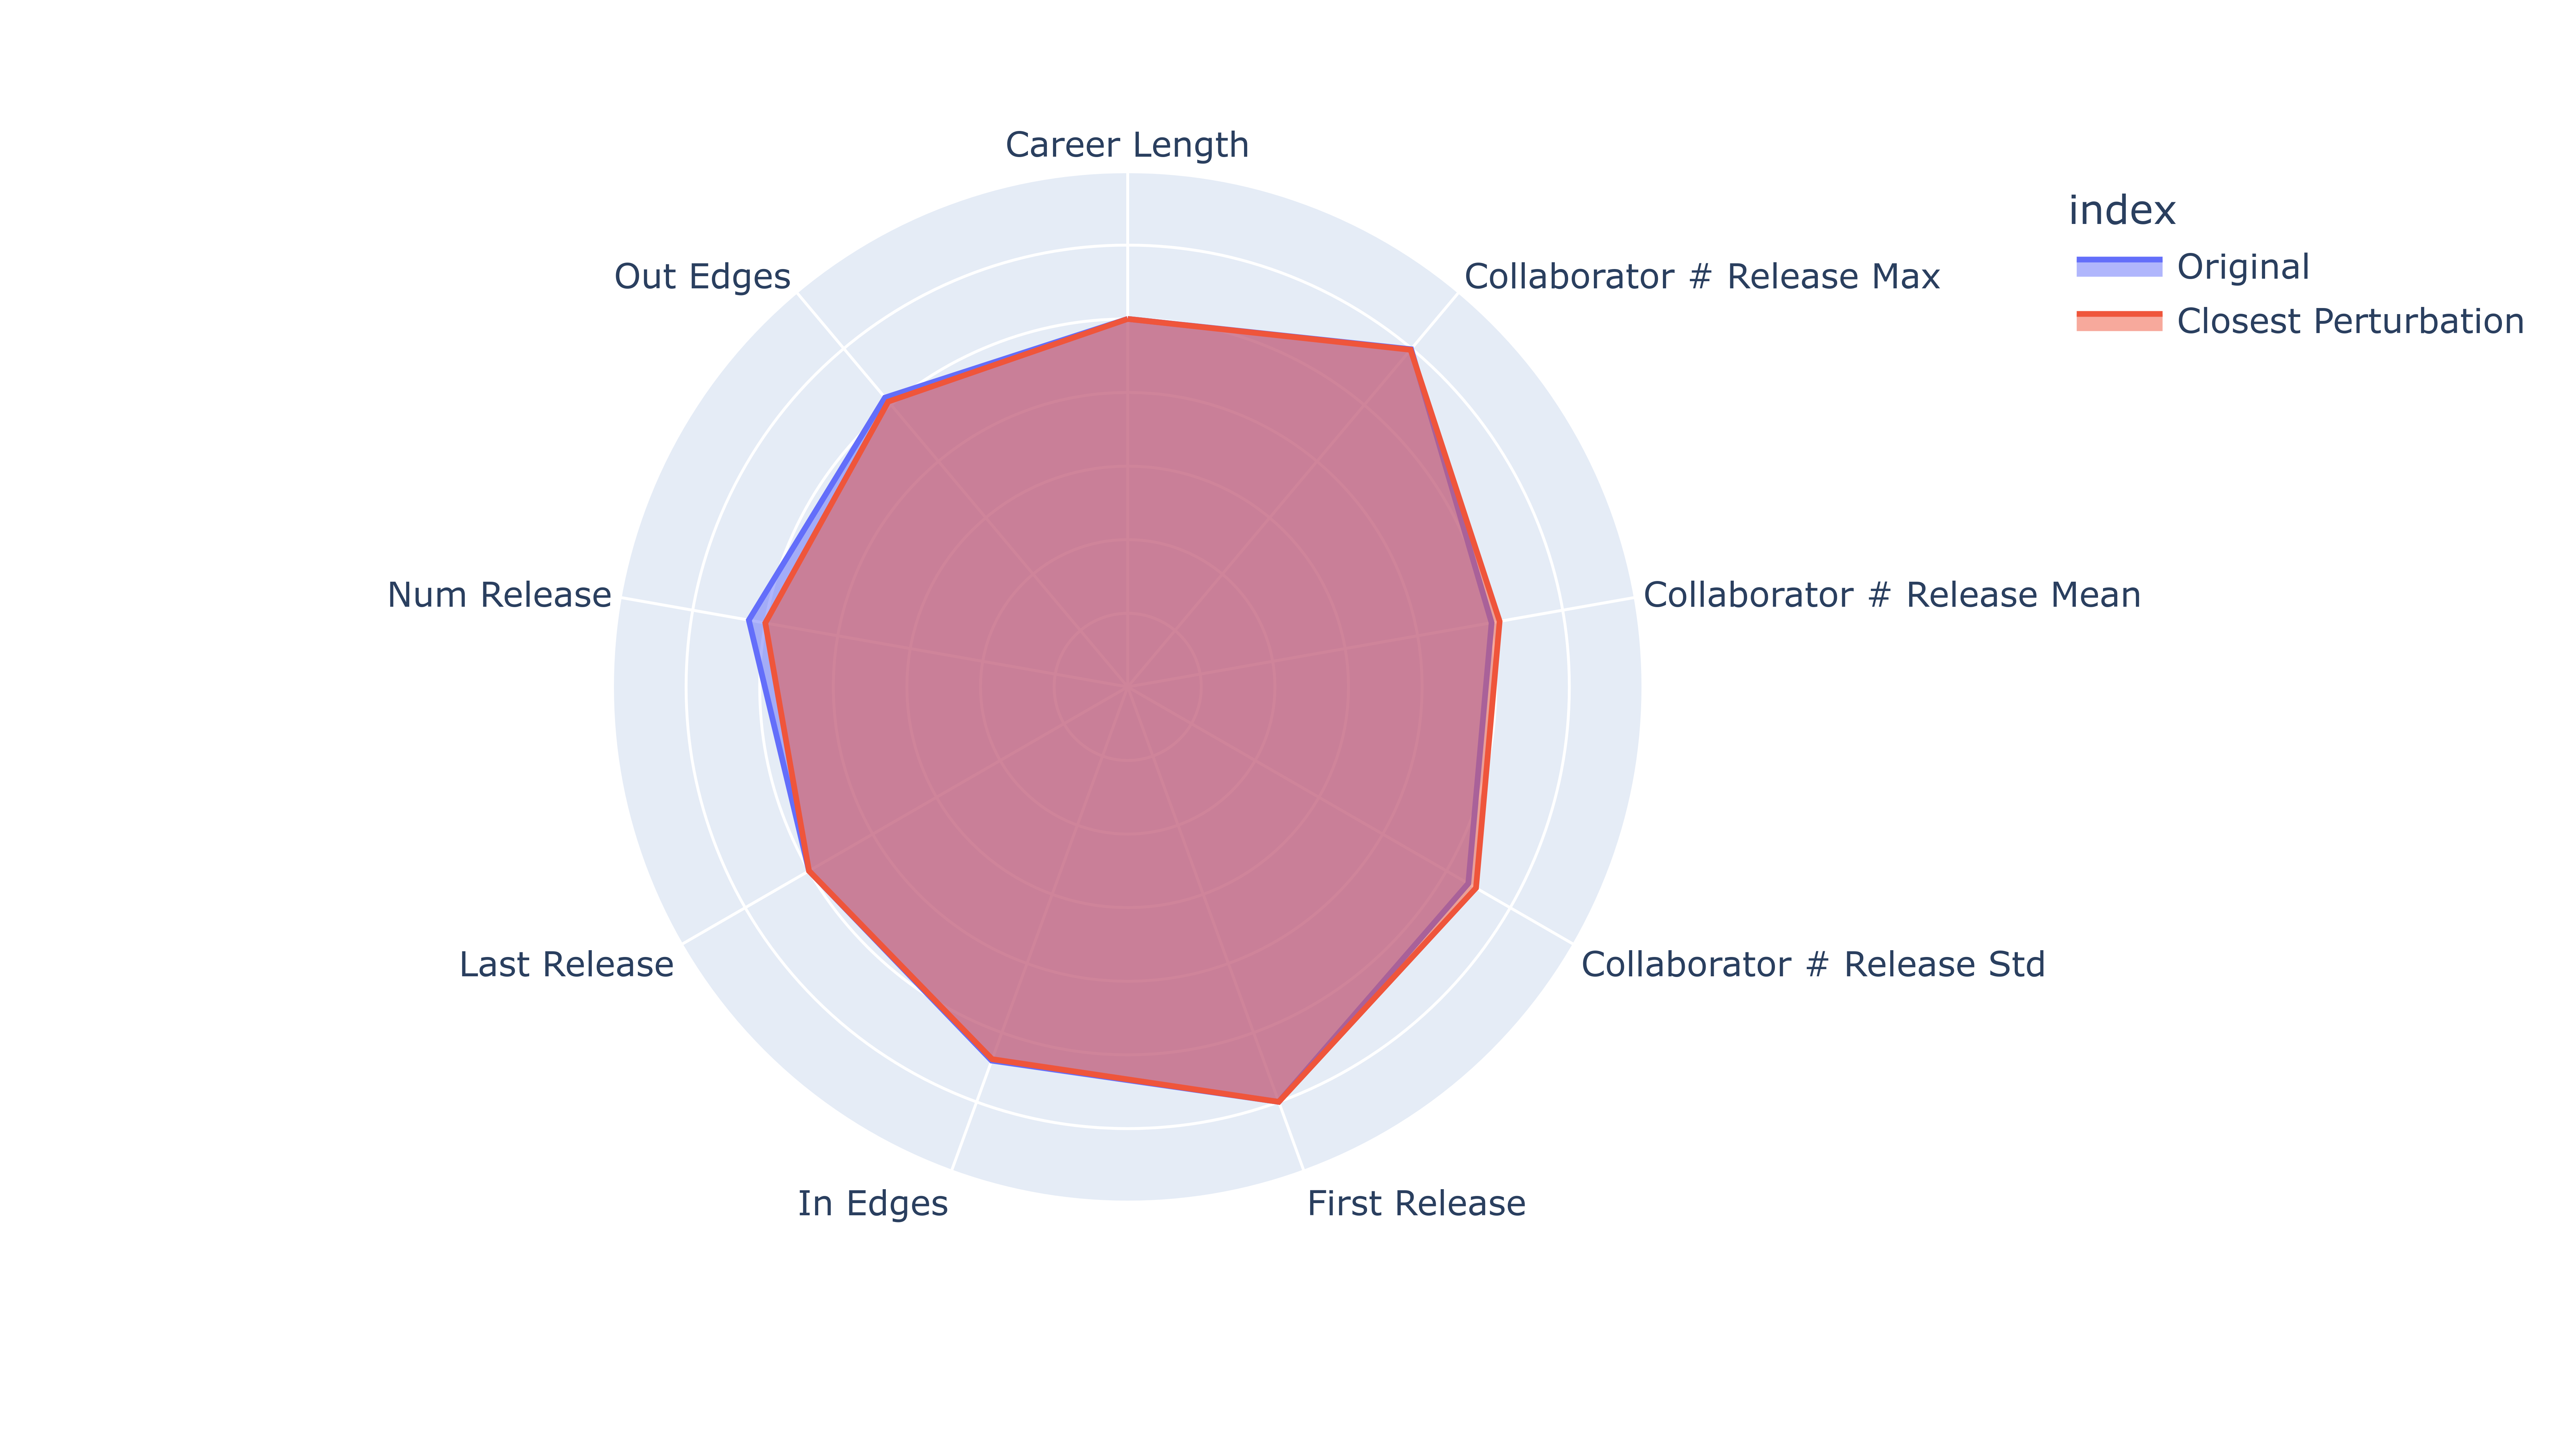 Career Length
Collaborator # Release Max
Collaborator # Release Mean
Collaborator # Release Std
First Release
In Edges
Last Release
Num Release
Out Edges
index
Original
Closest Perturbation